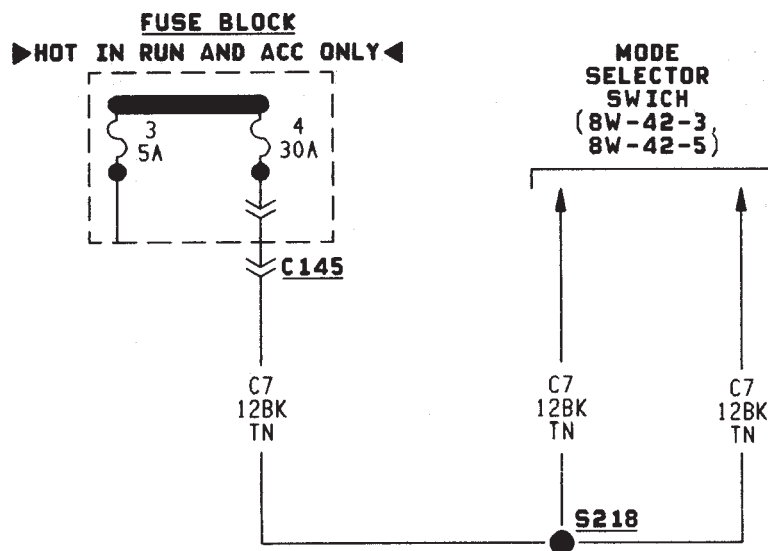 FUSE BLOCK
▶HOT IN RUN AND ACC ONLY◀
3
5A
4
30A
C145
MODE
SELECTOR
SWICH
(8W-42-3,
8W-42-5)
C7
12BK
TN
C7
12BK
TN
C7
12BK
TN
S218